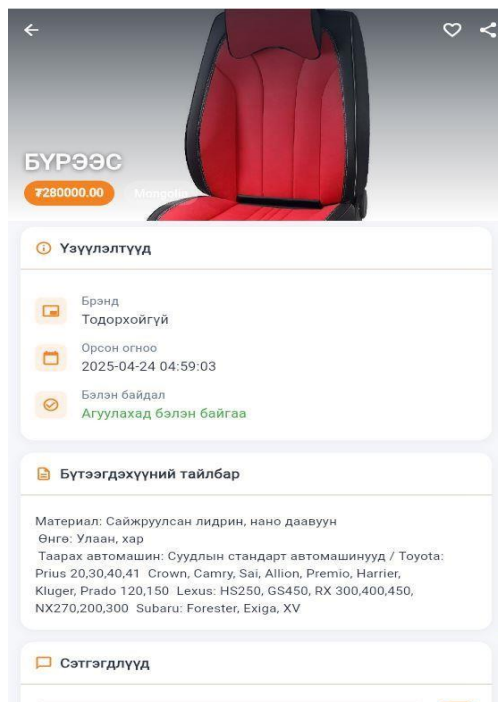 БҮРЭЭС
₮280000.00 Mongolia
Үзүүлэлтүүд
Брэнд
Тодорхойгүй
Орсон огноо
2025-04-24 04:59:03
Бэлэн байдал
Агуулахад бэлэн байгаа
Бүтээгдэхүүний тайлбар
Материал: Сайжруулсан лидрин, нано даавуун
Өнгө: Улаан, хар
Таарах автомашин: Суудлын стандарт автомашинууд / Toyota:
Prius 20,30,40,41 Crown, Camry, Sai, Allion, Premio, Harrier,
Kluger, Prado 120,150 Lexus: HS250, GS450, RX 300,400,450,
NX270,200,300 Subaru: Forester, Exiga, XV
Сэтгэгдлүүд